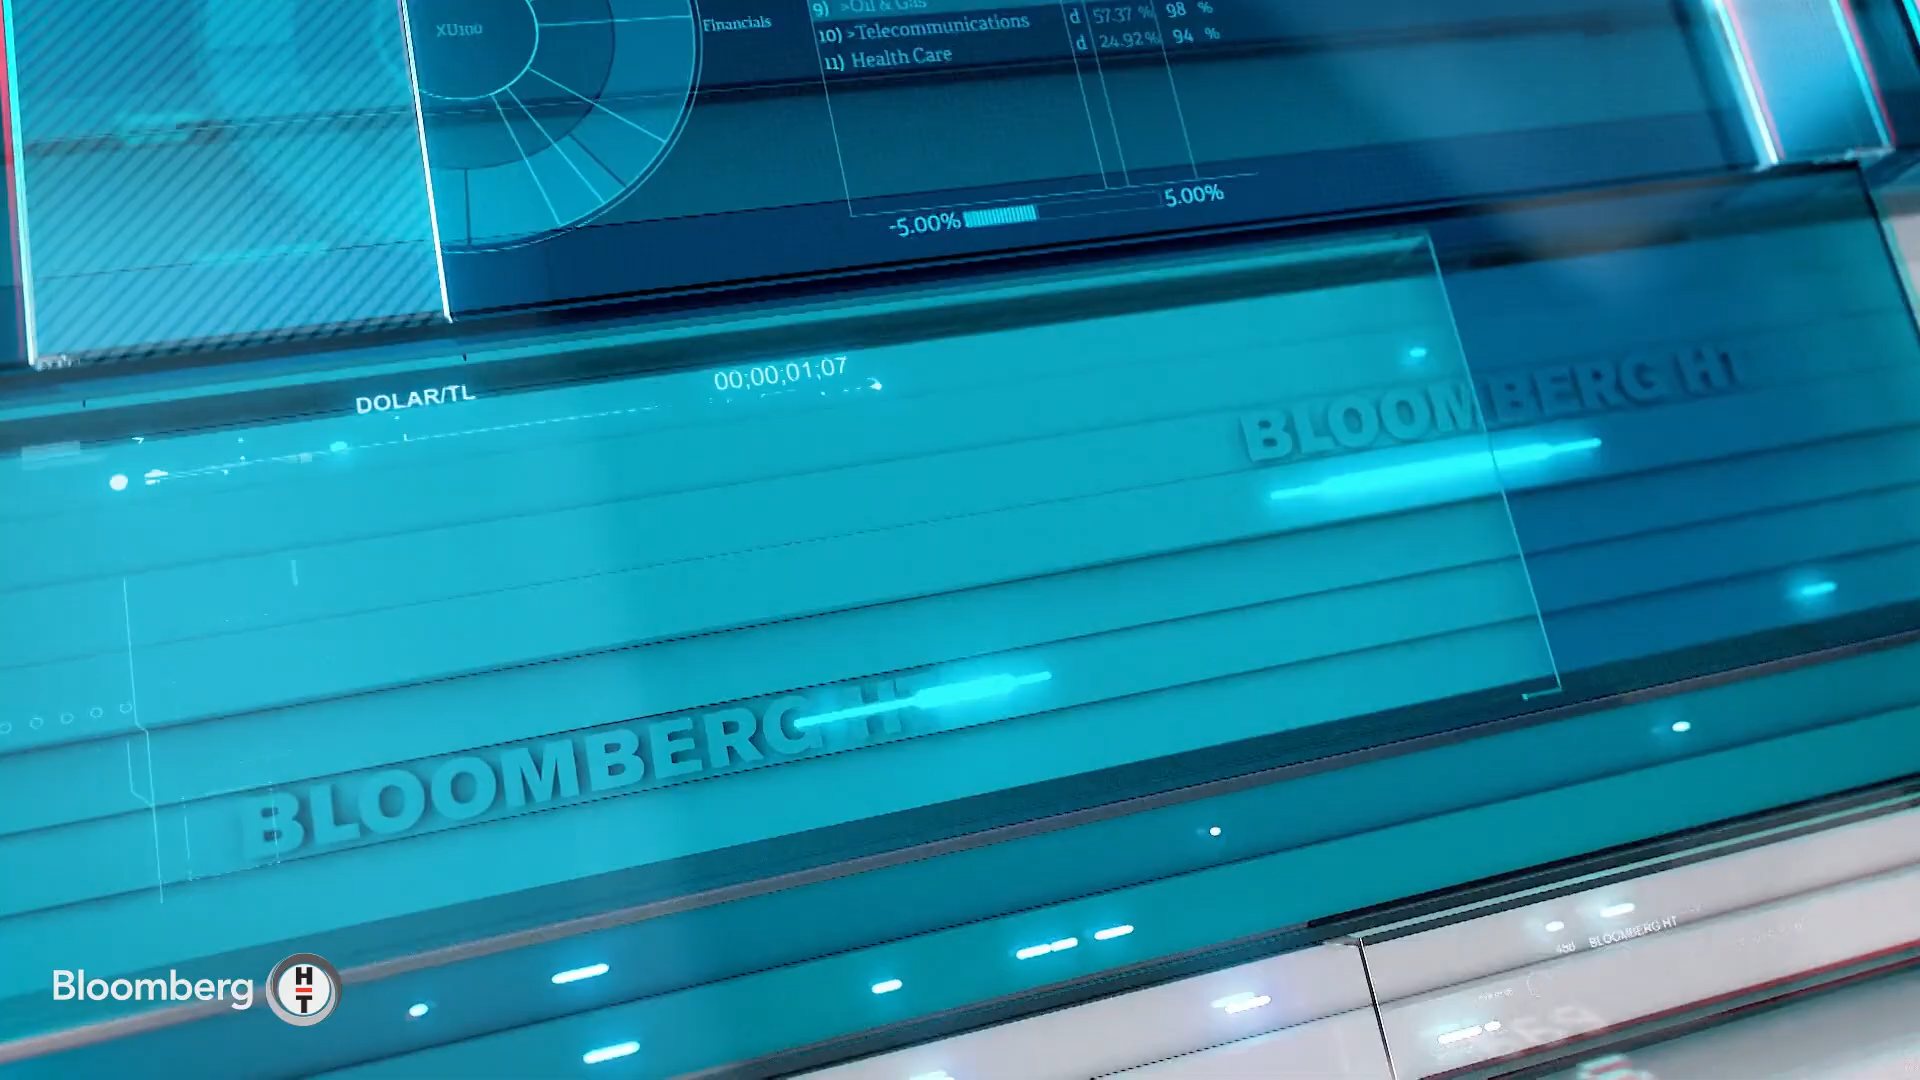 XU100
Financials
9) >Oil & Gas
10) >Telecommunications d 57.37 % 98 %
11) Health Care d 24.92% 94 %
-5.00% 5.00%
DOLAR/TL
00;00;01;07
BLOOMBERG HT
BLOOMBERG HT
BLOOMBERG HT
Bloomberg HT